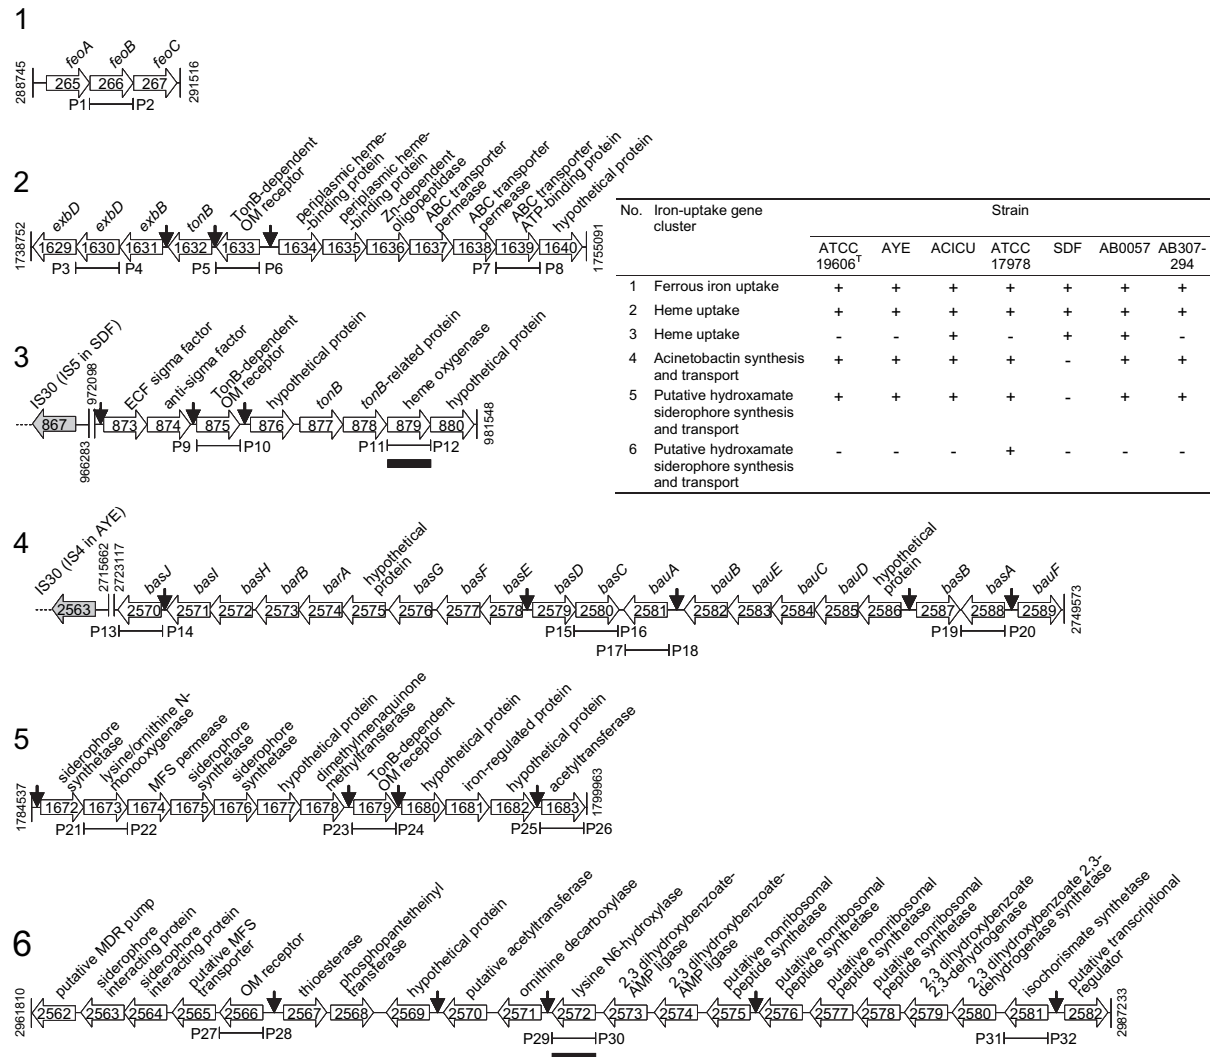 1
feoA
feoB
feoC
288745
265
266
267
291516
P1
P2
2
exbD
exbD
exbB
tonB
TonB-dependent
OM receptor
periplasmic heme-
-binding protein
periplasmic heme-
-binding protein
Zn-dependent
oligopeptidase
ABC transporter
permease
ABC transporter
permease
ABC transporter
ATP-binding protein
hypothetical protein
1738752
1629
1630
1631
1632
1633
1634
1635
1636
1637
1638
1639
1640
1755091
P3
P4
P5
P6
P7
P8
No. Iron-uptake gene
cluster
Strain
ATCC
19606T
AYE
ACICU
ATCC
17978
SDF
AB0057
AB307-
294
1 Ferrous iron uptake + + + + + + +
2 Heme uptake + + + + + + +
3 Heme uptake - - + - + + -
4 Acinetobactin synthesis + + + + - + +
and transport
5 Putative hydroxamate + + + + - + +
siderophore synthesis
and transport
6 Putative hydroxamate - - - + - - -
siderophore synthesis
and transport
3
IS30 (IS5 in SDF)
972098
ECF sigma factor
anti-sigma factor
TonB-dependent
OM receptor
hypothetical protein
tonB
tonB-related protein
heme oxygenase
hypothetical protein
867
873
874
875
876
877
878
879
880
966283
981548
P9
P10
P11
P12
4
IS30 (IS4 in AYE)
2715662
2723117
basJ
basI
basH
barB
barA
hypothetical
protein
basG
basF
basE
basD
basC
bauA
bauB
bauE
bauC
bauD
hypothetical
protein
basB
basA
bauF
2563
2570
2571
2572
2573
2574
2575
2576
2577
2578
2579
2580
2581
2582
2583
2584
2585
2586
2587
2588
2589
2749573
P13
P14
P15
P16
P17
P18
P19
P20
5
siderophore
synthetase
lysine/ornithine N-
monooxygenase
MFS permease
siderophore
synthetase
siderophore
synthetase
hypothetical protein
dimethylmenaquinone
methyltransferase
TonB-dependent
OM receptor
hypothetical protein
iron-regulated protein
hypothetical protein
acetyltransferase
1784537
1672
1673
1674
1675
1676
1677
1678
1679
1680
1681
1682
1683
1799963
P21
P22
P23
P24
P25
P26
6
putative MDR pump
siderophore
interacting protein
siderophore
interacting protein
putative MFS
transporter
OM receptor
thioesterase
phosphopantetheinyl
transferase
hypothetical protein
putative acetyltransferase
ornithine decarboxylase
lysine N6-hydroxylase
2,3 dihydroxybenzoate-
AMP ligase
2,3 dihydroxybenzoate-
AMP ligase
putative nonribosomal
peptide synthetase
putative nonribosomal
peptide synthetase
putative nonribosomal
peptide synthetase
putative nonribosomal
peptide synthetase
2,3 dihydroxybenzoate
2,3-dehydrogenase
2,3 dihydroxybenzoate 2,3-
dehydrogenase synthetase
isochorismate synthetase
putative transcriptional
regulator
2961810
2562
2563
2564
2565
2566
2567
2568
2569
2570
2571
2572
2573
2574
2575
2576
2577
2578
2579
2580
2581
2582
2987233
P27
P28
P29
P30
P31
P32